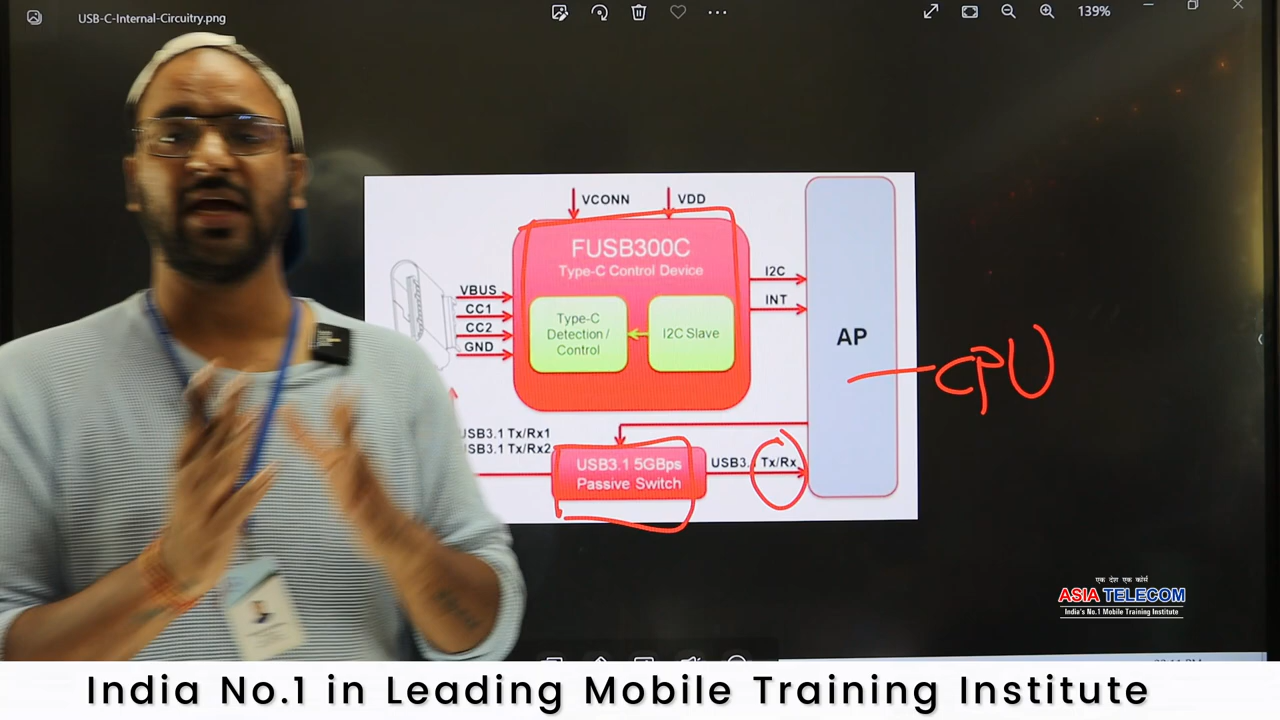 USB-C-Internal-Circuitry.png
139%
VCONN
VDD
FUSB300C
Type-C Control Device
VBUS
CC1
CC2
GND
Type-C
Detection /
Control
I2C Slave
I2C
INT
AP
CPU
USB3.1 Tx/Rx1
USB3.1 Tx/Rx2
USB3.1 5GBps
Passive Switch
USB3.1 Tx/Rx
एक देश एक कोर्स
ASIA TELECOM
India's No.1 Mobile Training Institute
India No.1 in Leading Mobile Training Institute